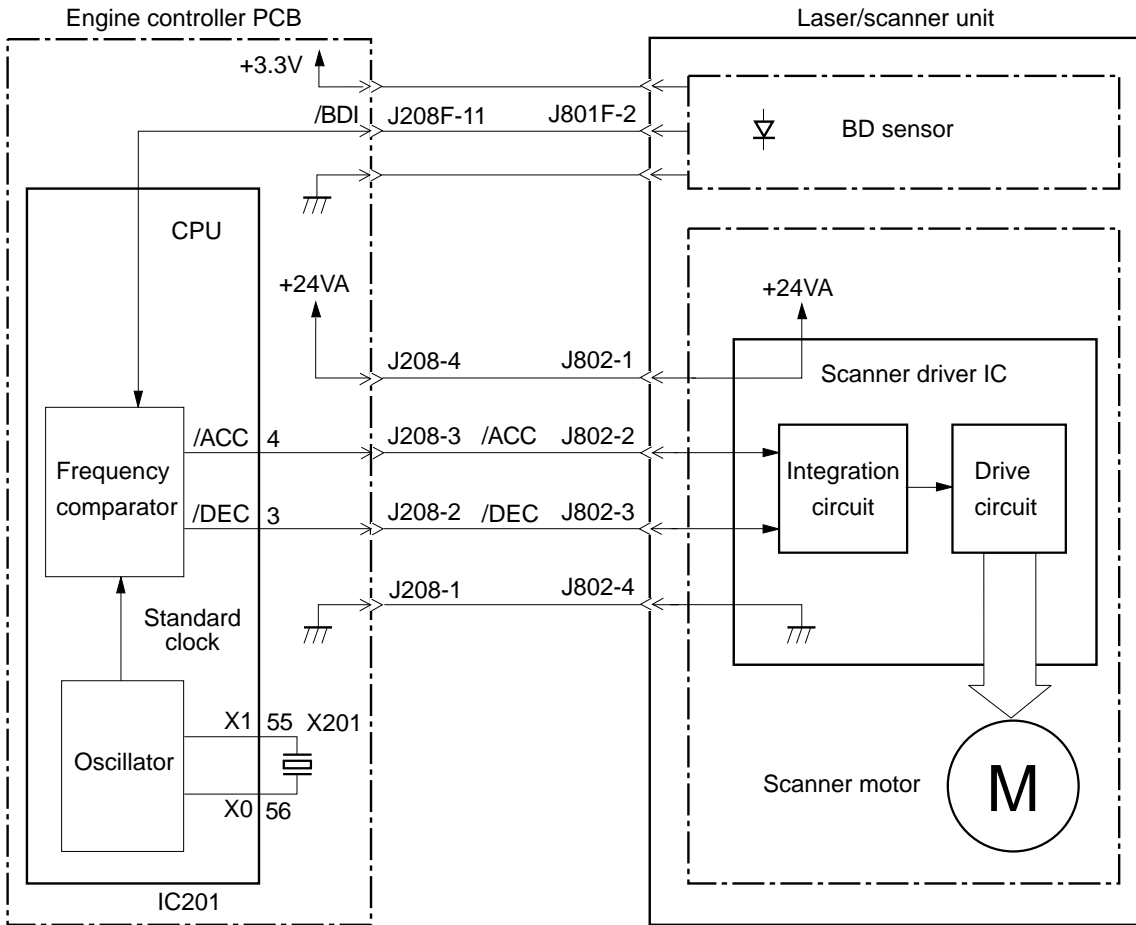 Engine controller PCB
Laser/scanner unit
+3.3V
/BDI
J208F-11
J801F-2
BD sensor
CPU
+24VA
+24VA
J208-4
J802-1
Scanner driver IC
/ACC
4
J208-3
/ACC
J802-2
Frequency
comparator
Integration
circuit
Drive
circuit
/DEC
3
J208-2
/DEC
J802-3
J208-1
J802-4
Standard
clock
X1
55
X201
Oscillator
Scanner motor
M
X0
56
IC201